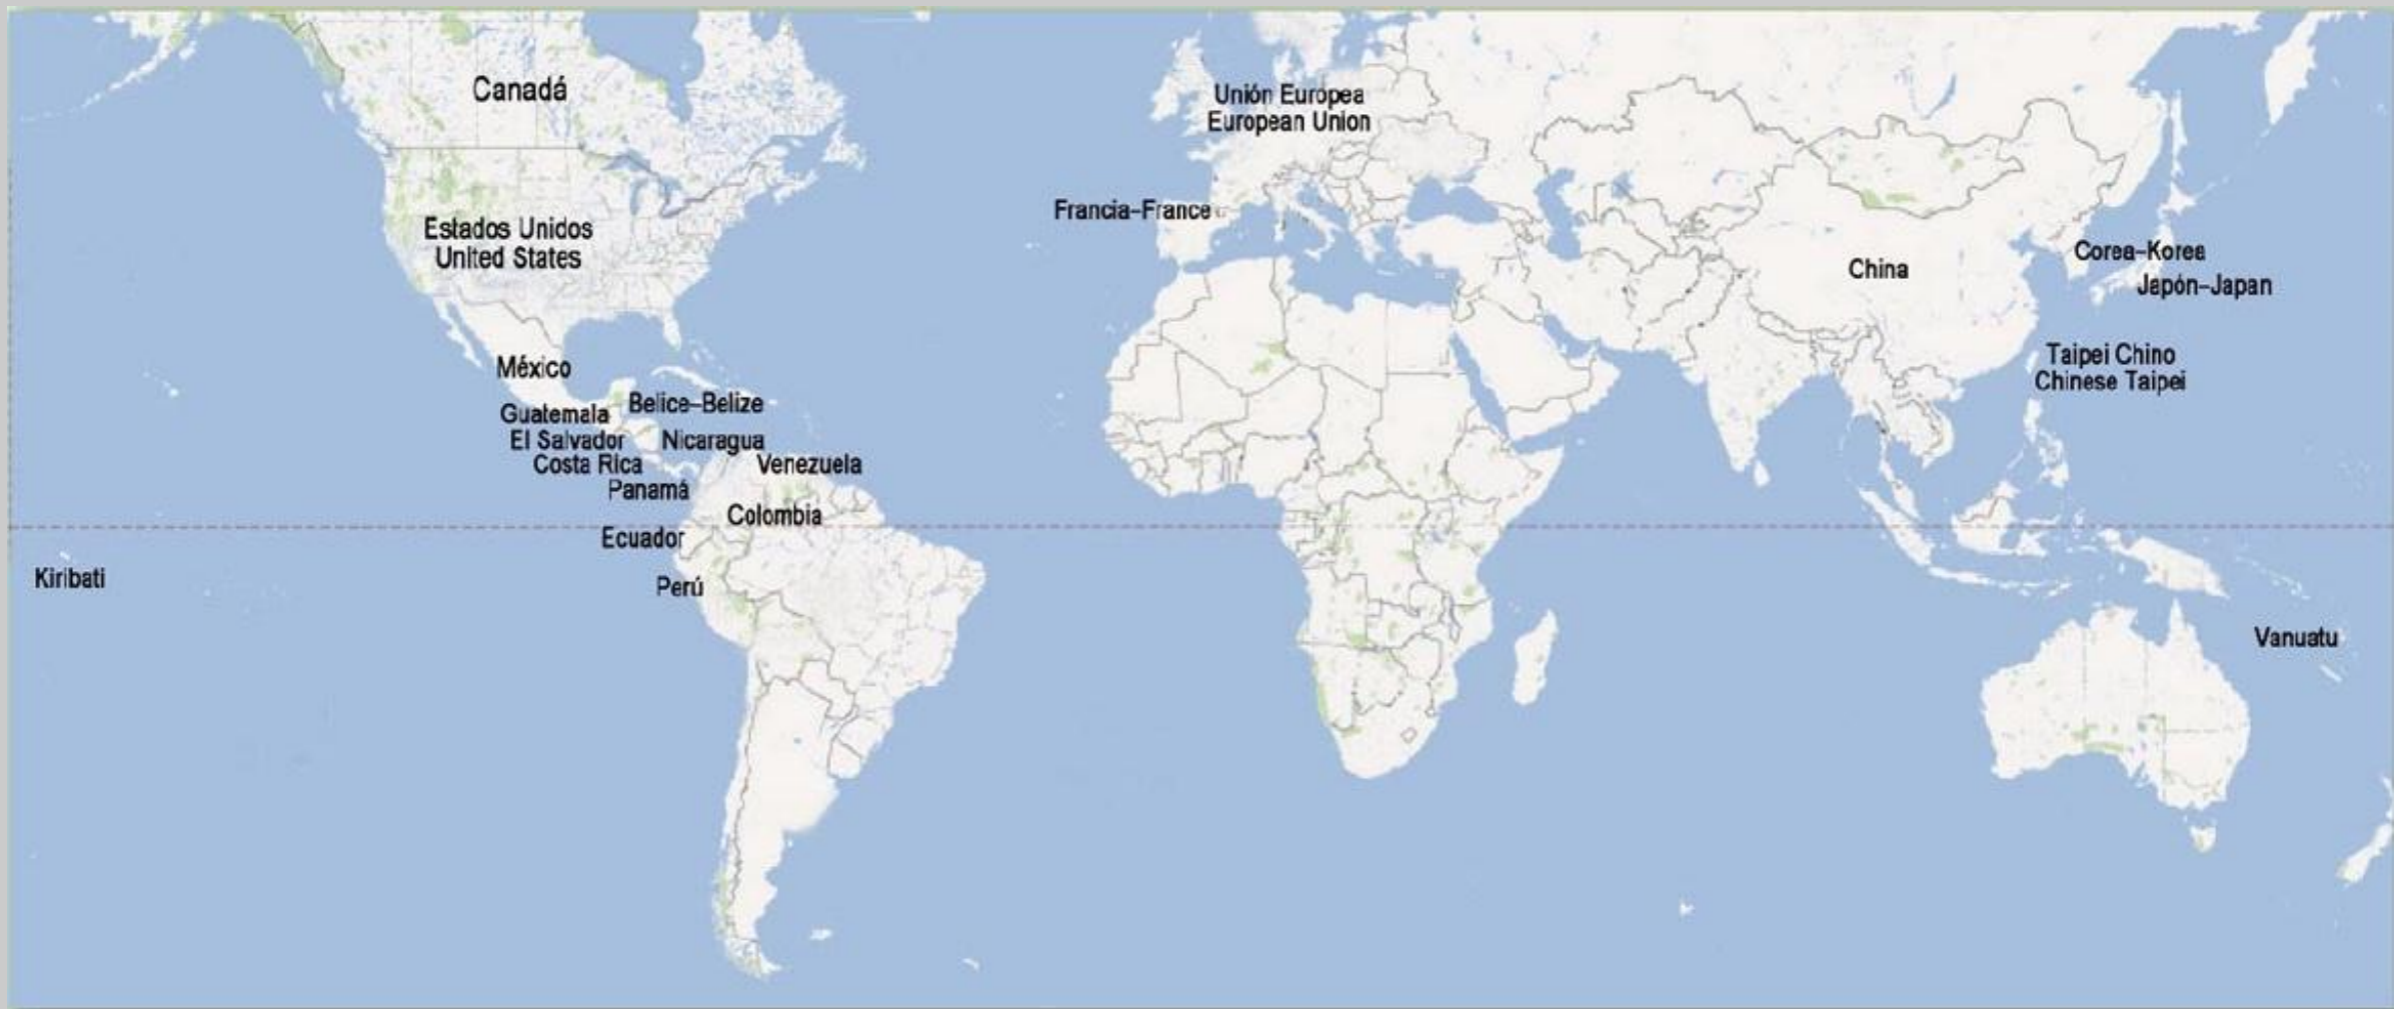 Canadá
Unión Europea
European Union
Francia–France
Estados Unidos
United States
Corea–Korea
China
Japón–Japan
México
Taipei Chino
Chinese Taipei
Guatemala
Belice–Belize
El Salvador
Nicaragua
Costa Rica
Venezuela
Panamá
Colombia
Ecuador
Kiribati
Perú
Vanuatu